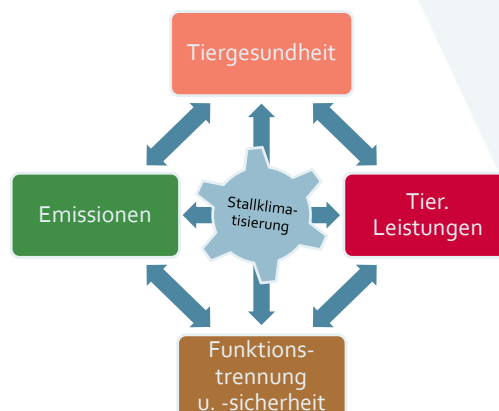 Tiergesundheit
Emissionen
Stallklima-
tisierung
Tier.
Leistungen
Funktions-
trennung
u. -sicherheit